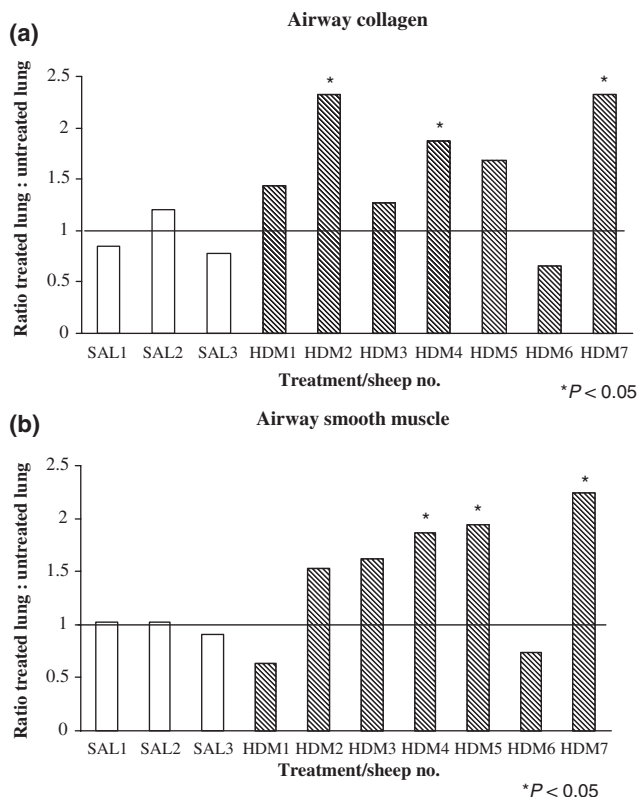 (a)
Airway collagen
Ratio treated lung : untreated lung
2.5
2
1.5
1
0.5
0
* * *
SAL1 SAL2 SAL3 HDM1 HDM2 HDM3 HDM4 HDM5 HDM6 HDM7
Treatment/sheep no.
*P < 0.05
(b)
Airway smooth muscle
Ratio treated lung : untreated lung
2.5
2
1.5
1
0.5
0
* * *
SAL1 SAL2 SAL3 HDM1 HDM2 HDM3 HDM4 HDM5 HDM6 HDM7
Treatment/sheep no.
*P < 0.05